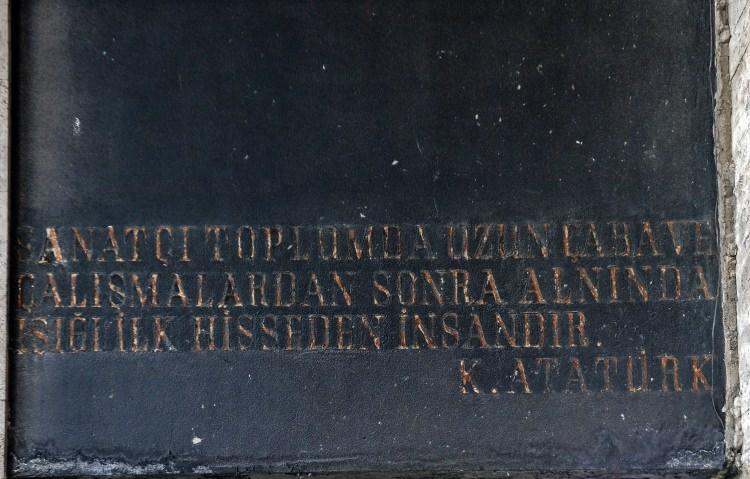 SANATÇI TOPLUMDA UZUN ÇABA VE
ÇALIŞMALARDAN SONRA ALNINDA
IŞIĞI İLK HİSSEDEN İNSANDIR.
K. ATATÜRK